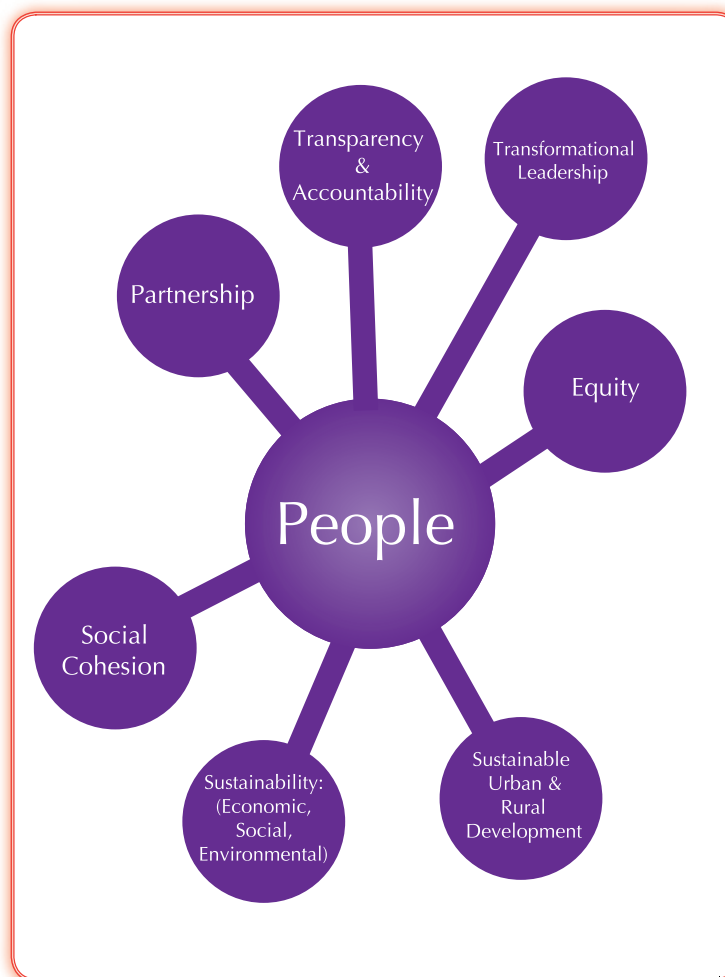 Transparency
&
Accountability
Transformational
Leadership
Partnership
Equity
People
Social
Cohesion
Sustainability:
(Economic,
Social,
Environmental)
Sustainable
Urban &
Rural
Development